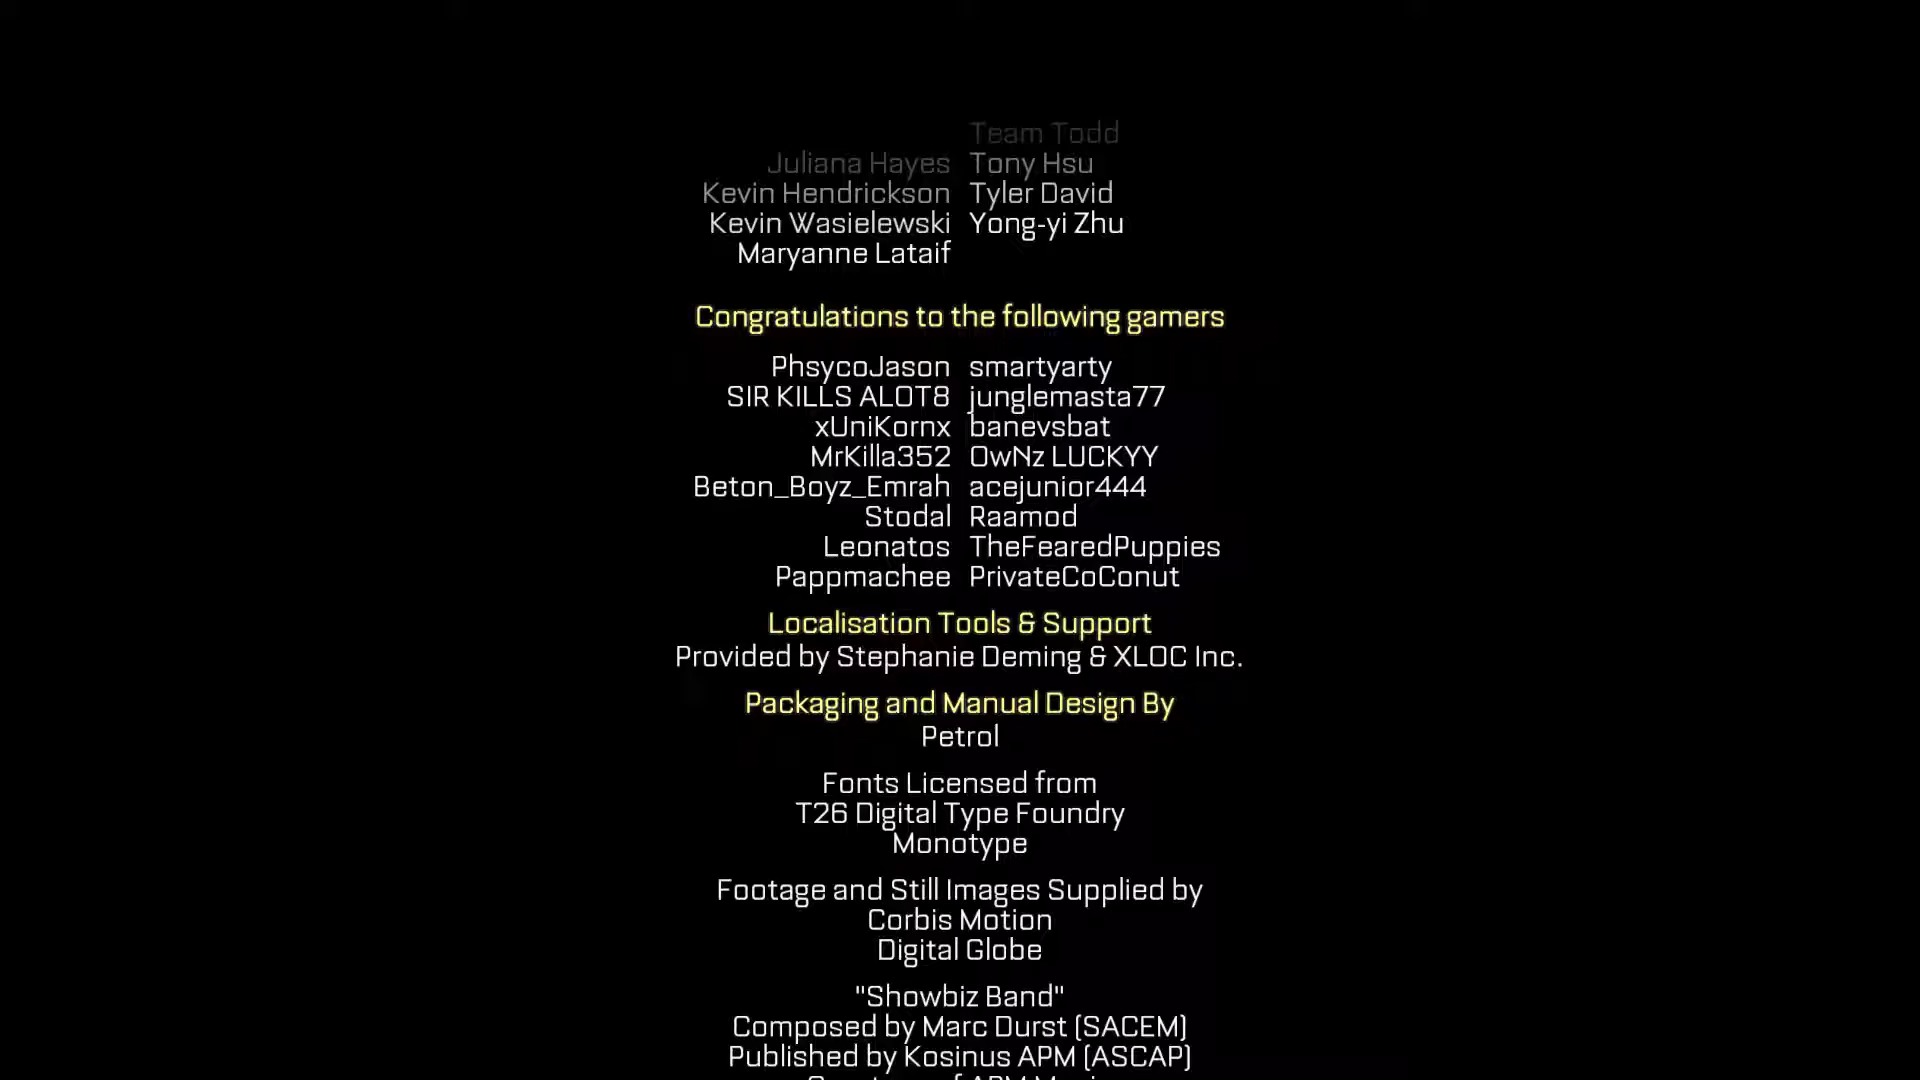 Team Todd
Juliana Hayes Tony Hsu
Kevin Hendrickson Tyler David
Kevin Wasielewski Yong-yi Zhu
Maryanne Lataif
Congratulations to the following gamers
PhsycoJason smartyarty
SIR KILLS ALOT8 junglemasta77
xUniKornx banevsbat
MrKilla352 OwNz LUCKYY
Beton_Boyz_Emrah acejunior444
Stodal Raamod
Leonatos TheFearedPuppies
Pappmachee PrivateCoConut
Localisation Tools & Support
Provided by Stephanie Deming & XLOC Inc.
Packaging and Manual Design By
Petrol
Fonts Licensed from
T26 Digital Type Foundry
Monotype
Footage and Still Images Supplied by
Corbis Motion
Digital Globe
"Showbiz Band"
Composed by Marc Durst (SACEM)
Published by Kosinus APM (ASCAP)